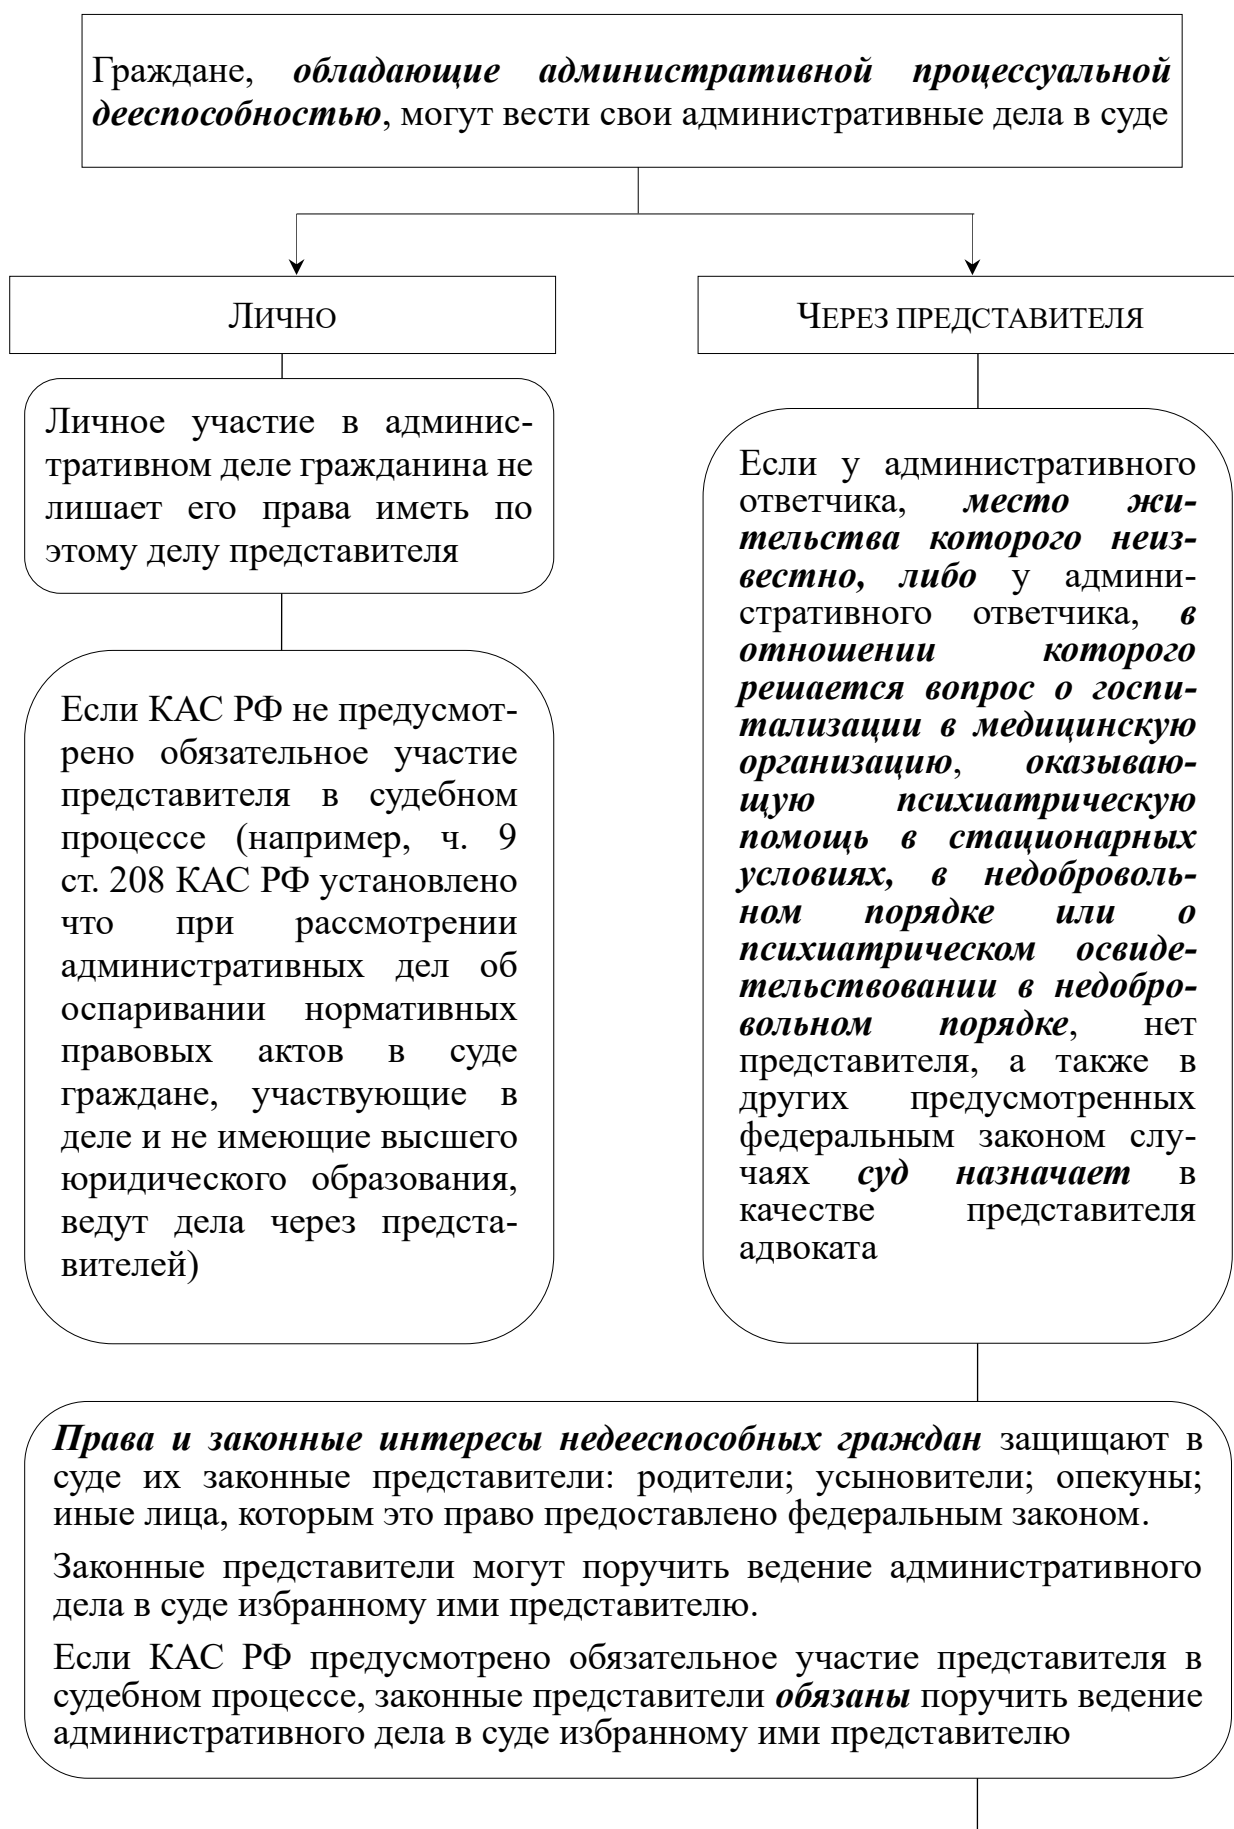 Граждане, обладающие административной процессуальной
дееспособностью, могут вести свои административные дела в суде
ЛИЧНО
Личное участие в админис-
тративном деле гражданина не
лишает его права иметь по
этому делу представителя
Если КАС РФ не предусмот-
рено обязательное участие
представителя в судебном
процессе (например, ч. 9
ст. 208 КАС РФ установлено
что при рассмотрении
административных дел об
оспаривании нормативных
правовых актов в суде
граждане, участвующие в
деле и не имеющие высшего
юридического образования,
ведут дела через предста-
вителей)
ЧЕРЕЗ ПРЕДСТАВИТЕЛЯ
Если у административного
ответчика, место жи-
тельства которого неиз-
вестно, либо у админи-
стративного ответчика, в
отношении которого
решается вопрос о госпи-
тализации в медицинскую
организацию, оказываю-
щую психиатрическую
помощь в стационарных
условиях, в недоброволь-
ном порядке или о
психиатрическом освиде-
тельствовании в недобро-
вольном порядке, нет
представителя, а также в
других предусмотренных
федеральным законом слу-
чаях суд назначает в
качестве представителя
адвоката
Права и законные интересы недееспособных граждан защищают в
суде их законные представители: родители; усыновители; опекуны;
иные лица, которым это право предоставлено федеральным законом.
Законные представители могут поручить ведение административного
дела в суде избранному ими представителю.
Если КАС РФ предусмотрено обязательное участие представителя в
судебном процессе, законные представители обязаны поручить ведение
административного дела в суде избранному ими представителю